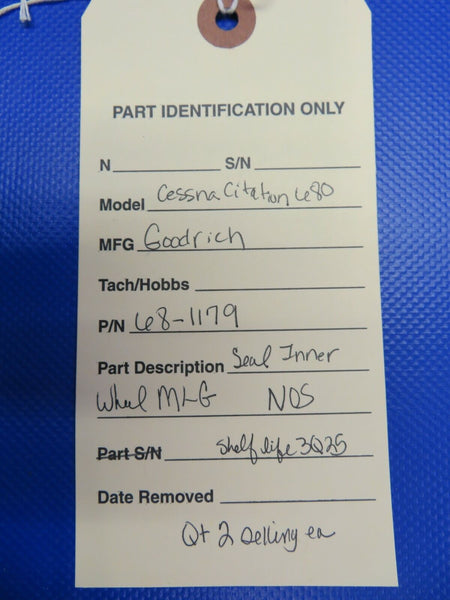 PART IDENTIFICATION ONLY
N S/N
Model Cessna Citation 680
MFG Goodrich
Tach/Hobbs
P/N 68-1179
Part Description Seal Inner
Wheel MLG NOS
Part S/N Shelf life 3Q25
Date Removed
Qt 2 selling ea